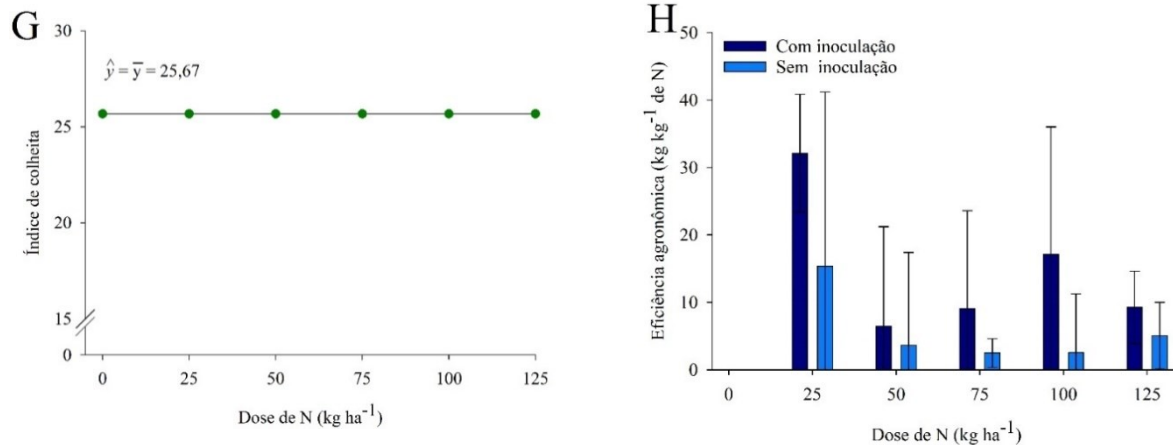 G
30
ŷ = y̅ = 25,67
25
20
15
0
Índice de colheita
0 25 50 75 100 125
Dose de N (kg ha⁻¹)
H
50
Com inoculação
Sem inoculação
40
30
20
10
0
Eficiência agronômica (kg kg⁻¹ de N)
0 25 50 75 100 125
Dose de N (kg ha⁻¹)